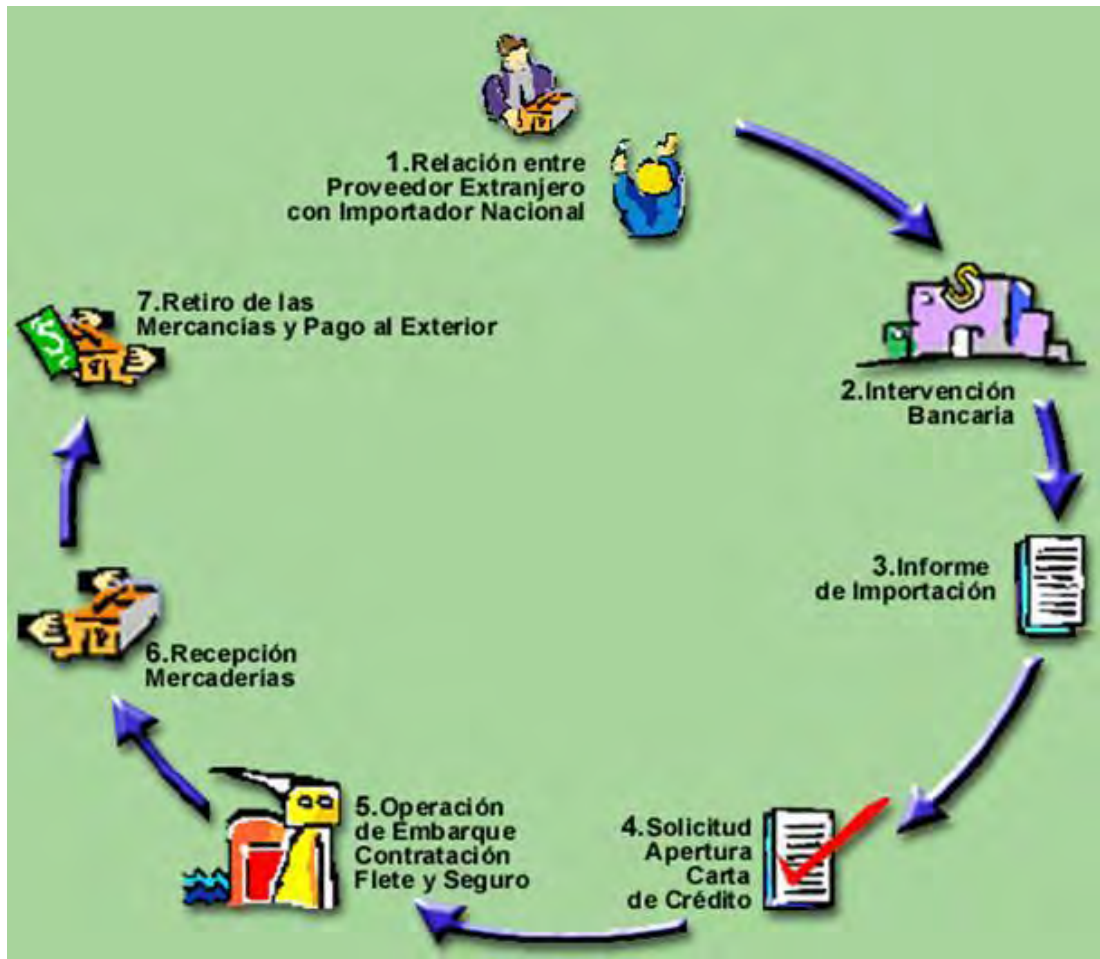 1.Relación entre
Proveedor Extranjero
con Importador Nacional
2.Intervención
Bancaria
3.Informe
de Importación
4.Solicitud
Apertura
Carta
de Crédito
5.Operación
de Embarque
Contratación
Flete y Seguro
6.Recepción
Mercaderías
7.Retiro de las
Mercancías y Pago al Exterior